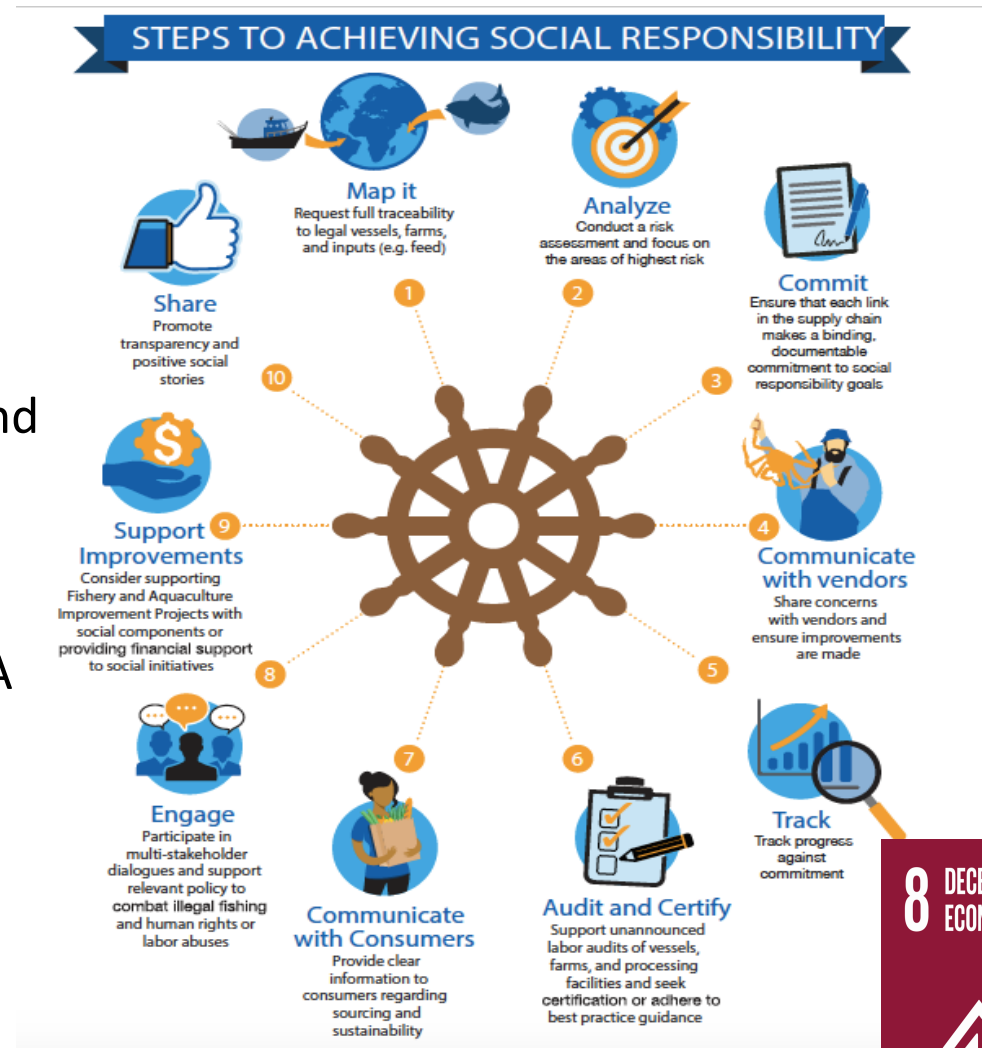 STEPS TO ACHIEVING SOCIAL RESPONSIBILITY
Map it
Request full traceability
to legal vessels, farms,
and inputs (e.g. feed)
1
Analyze
Conduct a risk
assessment and focus on
the areas of highest risk
2
Commit
Ensure that each link
in the supply chain
makes a binding,
documentable
commitment to social
responsibility goals
3
4
Communicate
with vendors
Share concerns
with vendors and
ensure improvements
are made
5
Track
Track progress
against
commitment
6
Audit and Certify
Support unannounced
labor audits of vessels,
farms, and processing
facilities and seek
certification or adhere to
best practice guidance
7
Communicate
with Consumers
Provide clear
information to
consumers regarding
sourcing and
sustainability
8
Engage
Participate in
multi-stakeholder
dialogues and support
relevant policy to
combat illegal fishing
and human rights or
labor abuses
9
Support
Improvements
Consider supporting
Fishery and Aquaculture
Improvement Projects with
social components or
providing financial support
to social initiatives
$
10
Share
Promote
transparency and
positive social
stories
nd
A
8 DECE
ECON